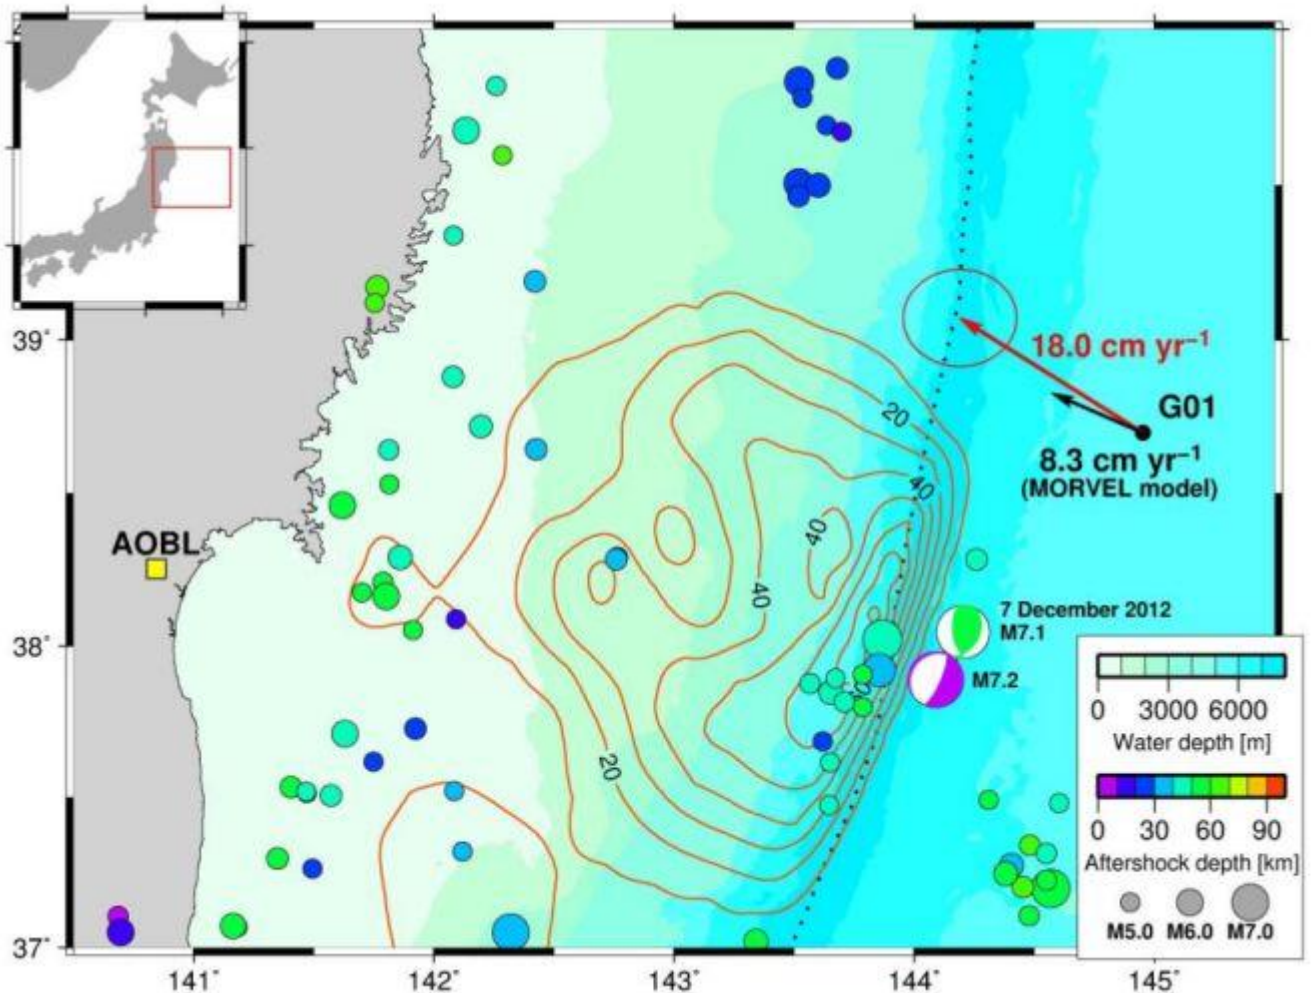 18.0 cm yr⁻¹
39°
20
G01
8.3 cm yr⁻¹
(MORVEL model)
40
AOBL
40
40
7 December 2012
M7.1
38°
M7.2
0 3000 6000
Water depth [m]
20
0 30 60 90
Aftershock depth [km]
M5.0 M6.0 M7.0
37°
141° 142° 143° 144° 145°